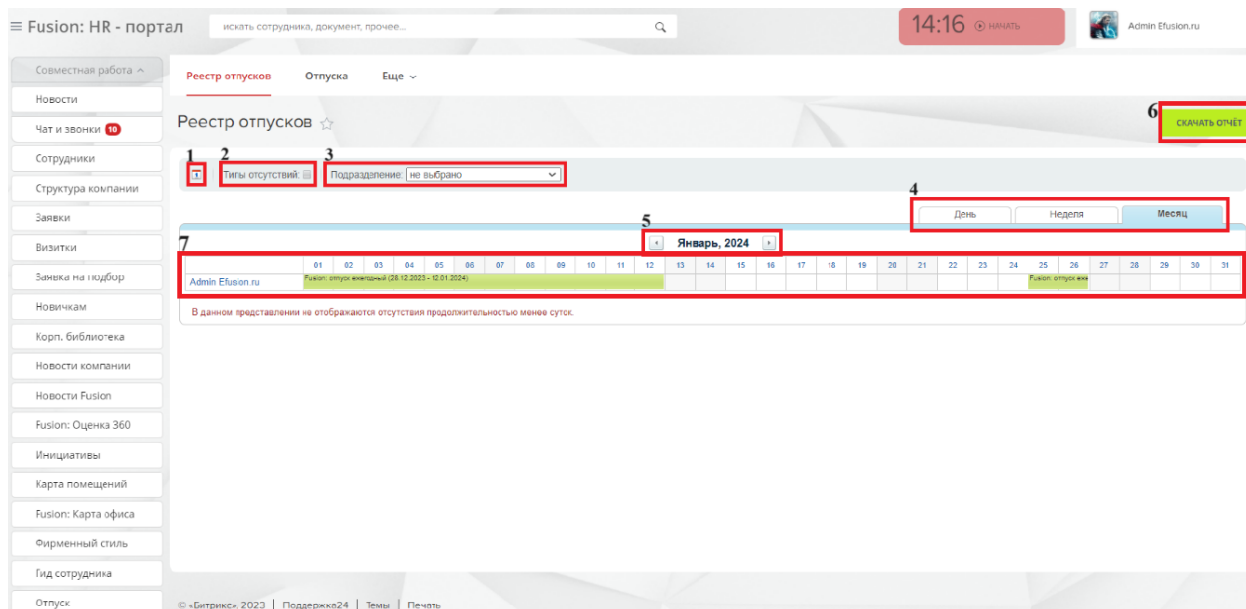 Fusion: HR - портал
искать сотрудника, документ, прочее...
14:16 НАЧАТЬ
Admin Efusion.ru
Совместная работа
Новости
Чат и звонки 10
Сотрудники
Структура компании
Заявки
Визитки
Заявка на подбор
Новичкам
Корп. библиотека
Новости компании
Новости Fusion
Fusion: Оценка 360
Инициативы
Карта помещений
Fusion: Карта офиса
Фирменный стиль
Гид сотрудника
Отпуск
Реестр отпусков Отпуска Еще
Реестр отпусков
6
СКАЧАТЬ ОТЧЁТ
1 2 3
1 Типы отсутствий: Подразделение: не выбрано
4
День Неделя Месяц
5
Январь, 2024
7
01 02 03 04 05 06 07 08 09 10 11 12 13 14 15 16 17 18 19 20 21 22 23 24 25 26 27 28 29 30 31
Admin Efusion.ru Fusion: отпуск ежегодный (28.12.2023 - 12.01.2024) Fusion: отпуск еже
В данном представлении не отображаются отсутствия продолжительностью менее суток.
© «Битрикс», 2023 | Поддержка24 | Темы | Печать